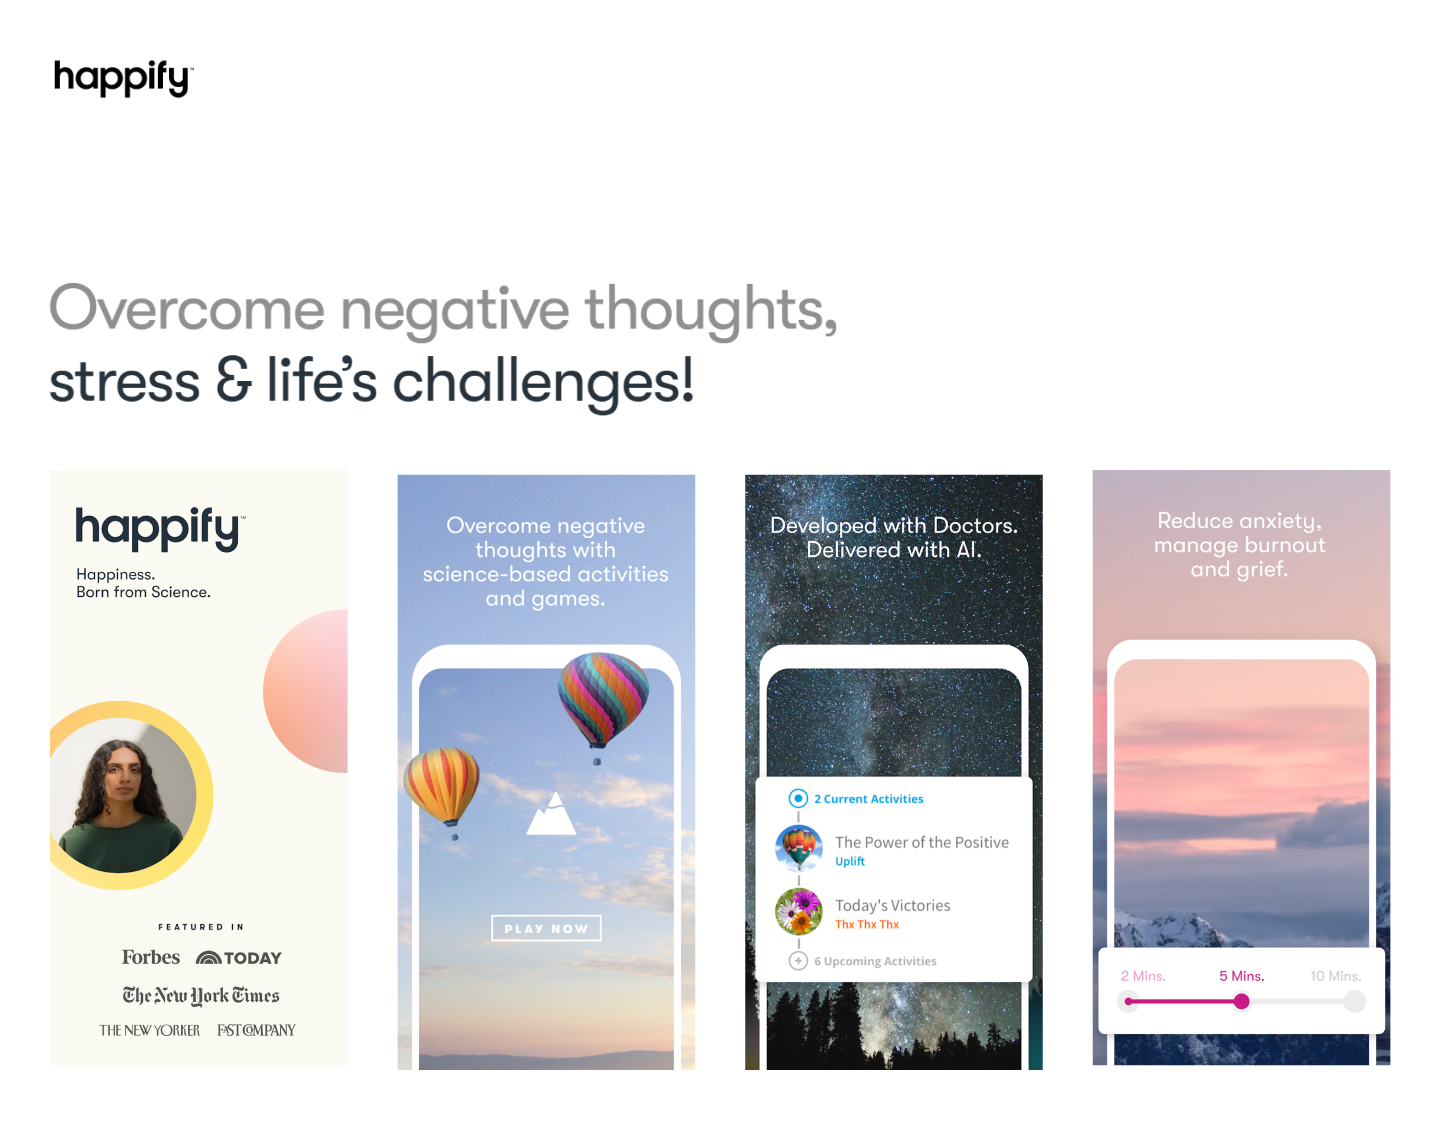 happify™
Overcome negative thoughts,
stress & life’s challenges!
happify™
Happiness.
Born from Science.
FEATURED IN
Forbes TODAY
The New York Times
THE NEW YORKER FAST COMPANY
Overcome negative
thoughts with
science-based activities
and games.
PLAY NOW
Developed with Doctors.
Delivered with AI.
2 Current Activities
The Power of the Positive
Uplift
Today's Victories
Thx Thx Thx
6 Upcoming Activities
Reduce anxiety,
manage burnout
and grief.
2 Mins. 5 Mins. 10 Mins.